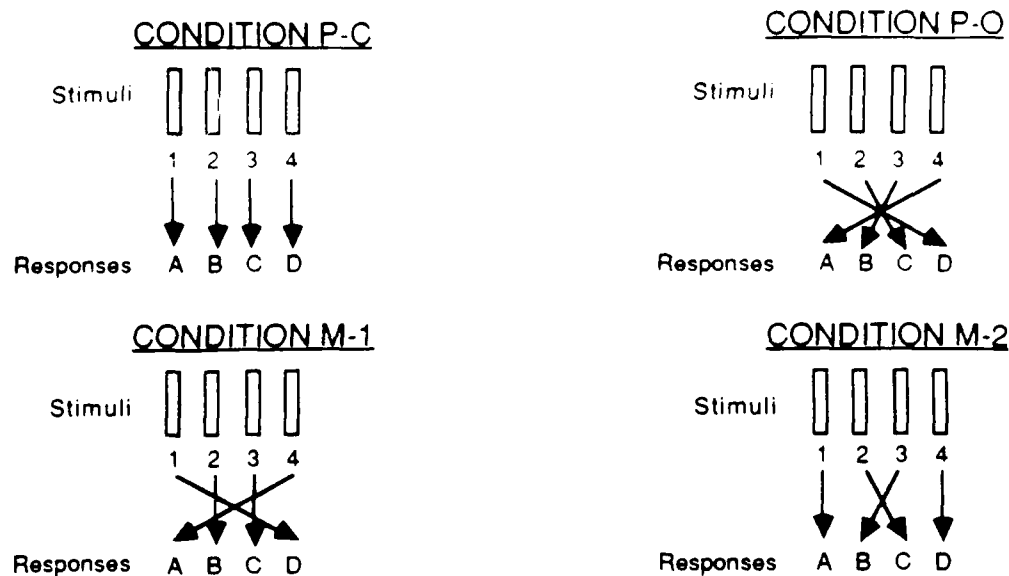 CONDITION P-C
Stimuli
1 2 3 4
Responses A B C D
CONDITION P-O
Stimuli
1 2 3 4
Responses A B C D
CONDITION M-1
Stimuli
1 2 3 4
Responses A B C D
CONDITION M-2
Stimuli
1 2 3 4
Responses A B C D